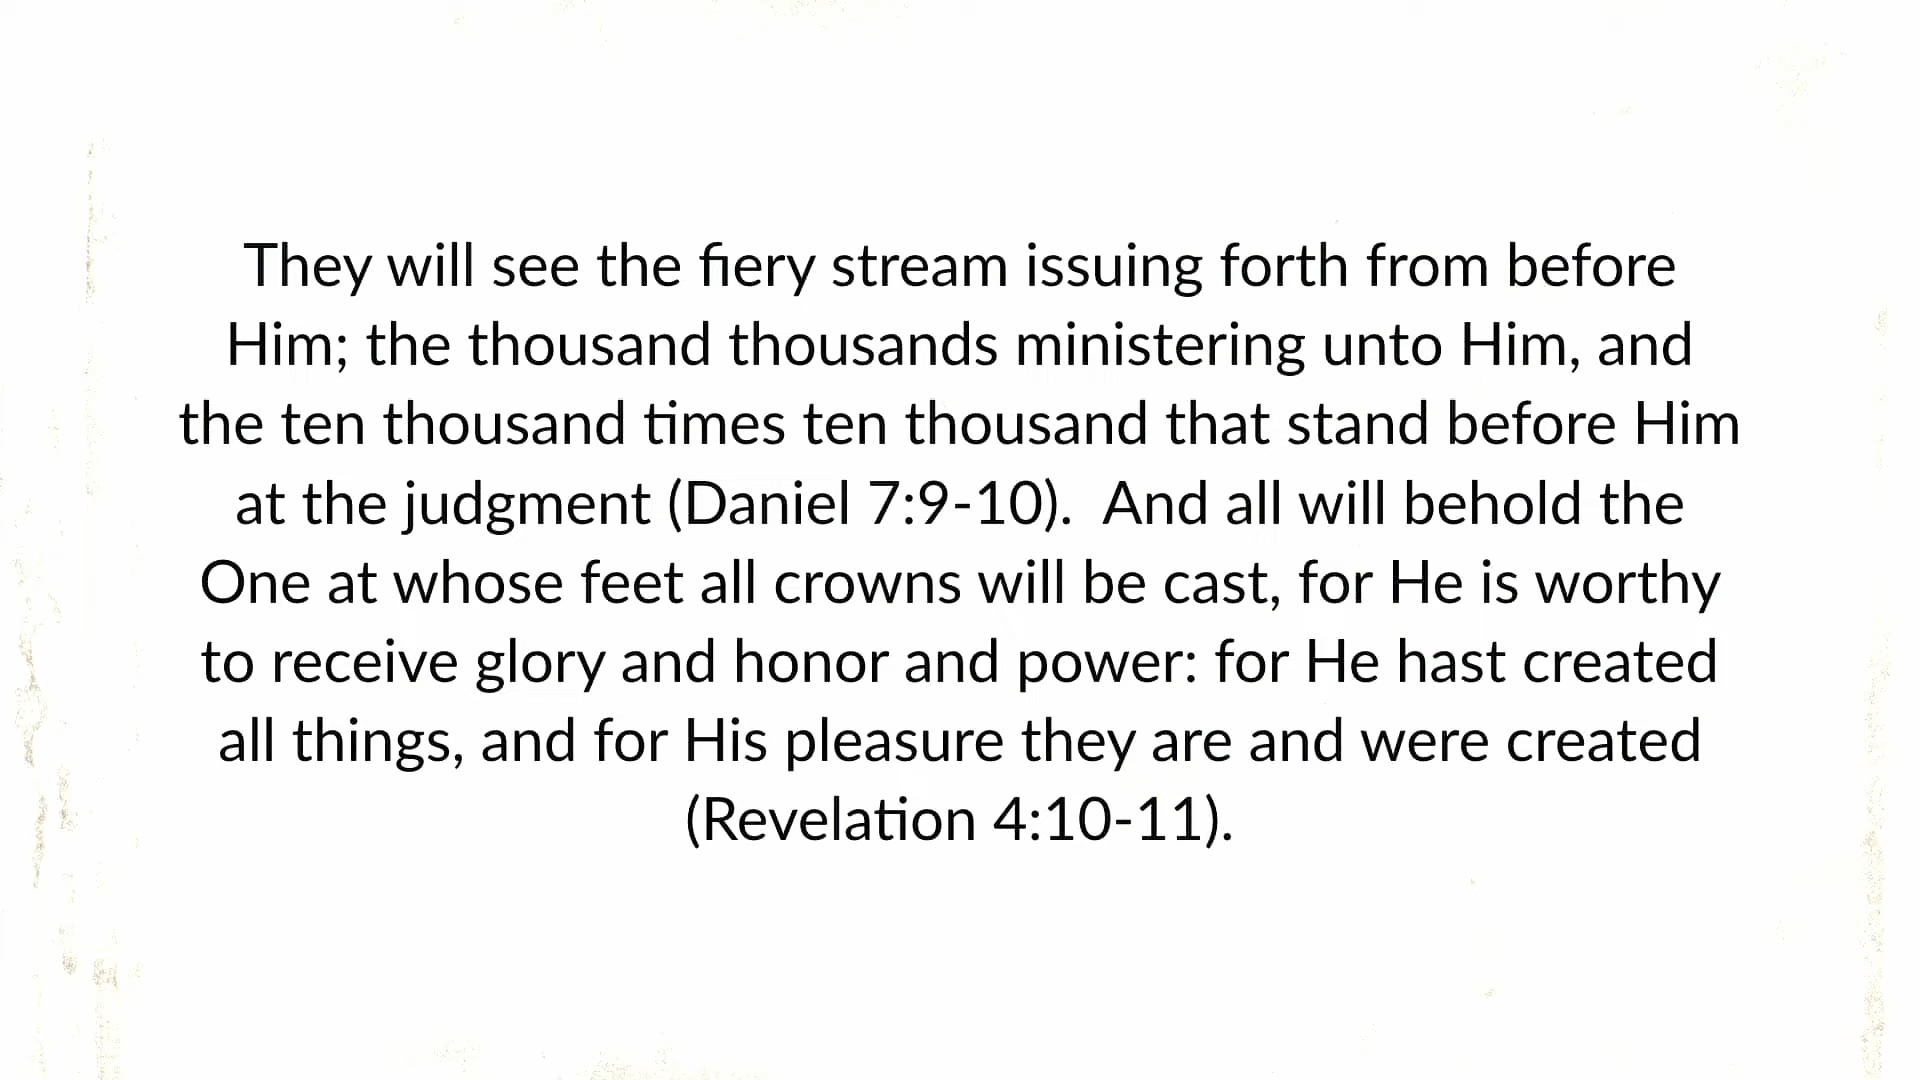 They will see the fiery stream issuing forth from before
Him; the thousand thousands ministering unto Him, and
the ten thousand times ten thousand that stand before Him
at the judgment (Daniel 7:9-10).  And all will behold the
One at whose feet all crowns will be cast, for He is worthy
to receive glory and honor and power: for He hast created
all things, and for His pleasure they are and were created
(Revelation 4:10-11).